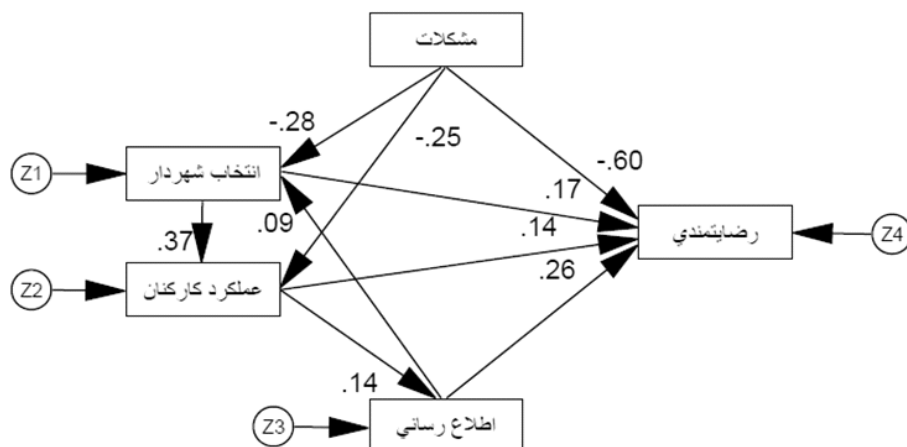 مشكلات
-.28
-.25
-.60
Z1
انتخاب شهردار
.17
رضايتمندي
Z4
.37
.09
.14
Z2
عملكرد كاركنان
.26
.14
Z3
اطلاع رساني